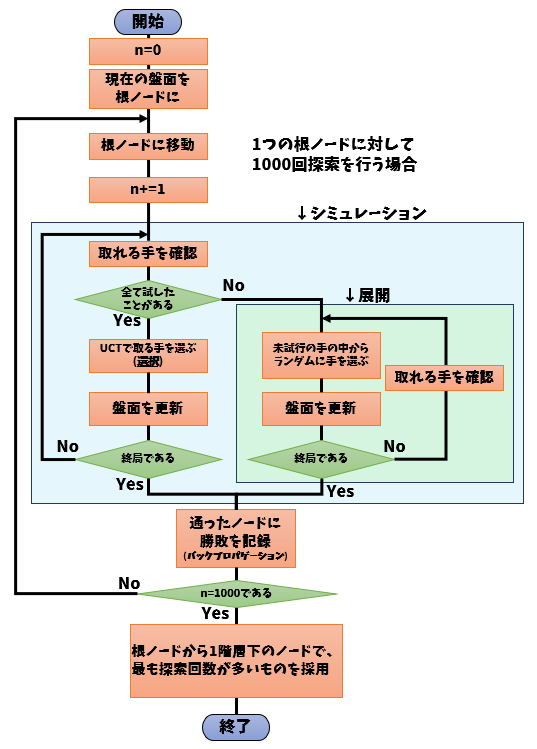 開始
n=0
現在の盤面を
根ノードに
根ノードに移動
1つの根ノードに対して
1000回探索を行う場合
n+=1
↓シミュレーション
取れる手を確認
全て試した
ことがある
No
↓展開
Yes
UCTで取る手を選ぶ
(選択)
未試行の手の中から
ランダムに手を選ぶ
取れる手を確認
盤面を更新
盤面を更新
No
終局である
終局である
No
Yes
Yes
通ったノードに
勝敗を記録
(バックプロパゲーション)
No
n=1000である
Yes
根ノードから1階層下のノードで、
最も探索回数が多いものを採用
終了